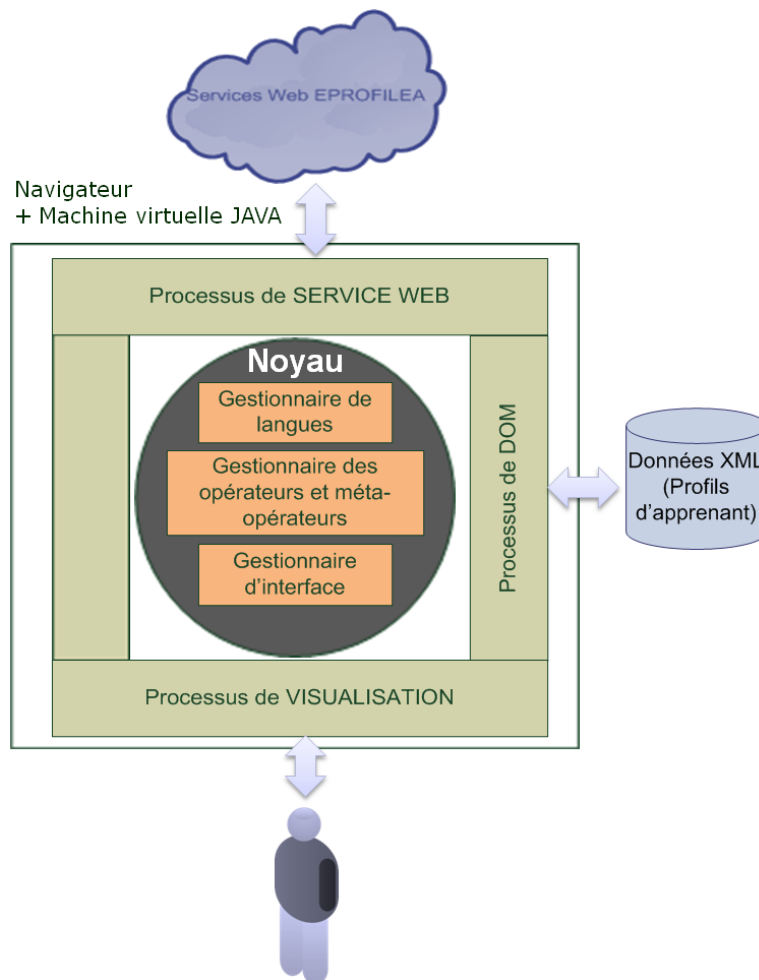 Services Web EPROFILEA
Navigateur
+ Machine virtuelle JAVA
Processus de SERVICE WEB
Noyau
Gestionnaire de
langues
Gestionnaire des
opérateurs et méta-
opérateurs
Gestionnaire
d'interface
Processus de DOM
Données XML
(Profils
d'apprenant)
Processus de VISUALISATION